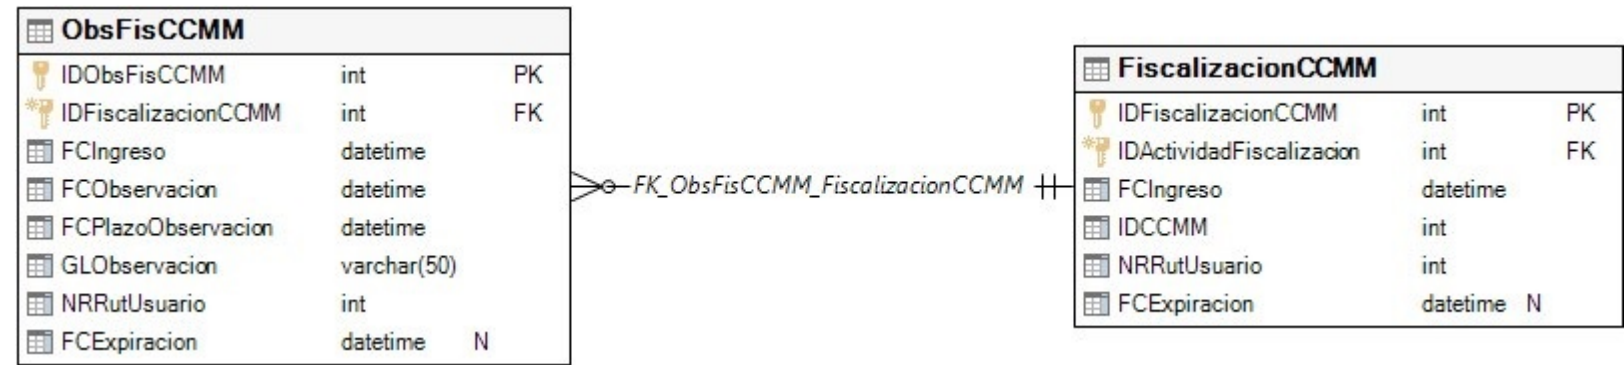 ObsFisCCMM
IDObsFisCCMM int PK
IDFiscalizacionCCMM int FK
FCIngreso datetime
FCObservacion datetime
FCPlazoObservacion datetime
GLObservacion varchar(50)
NRRutUsuario int
FCExpiracion datetime N
FK_ObsFisCCMM_FiscalizacionCCMM
FiscalizacionCCMM
IDFiscalizacionCCMM int PK
IDActividadFiscalizacion int FK
FCIngreso datetime
IDCCMM int
NRRutUsuario int
FCExpiracion datetime N